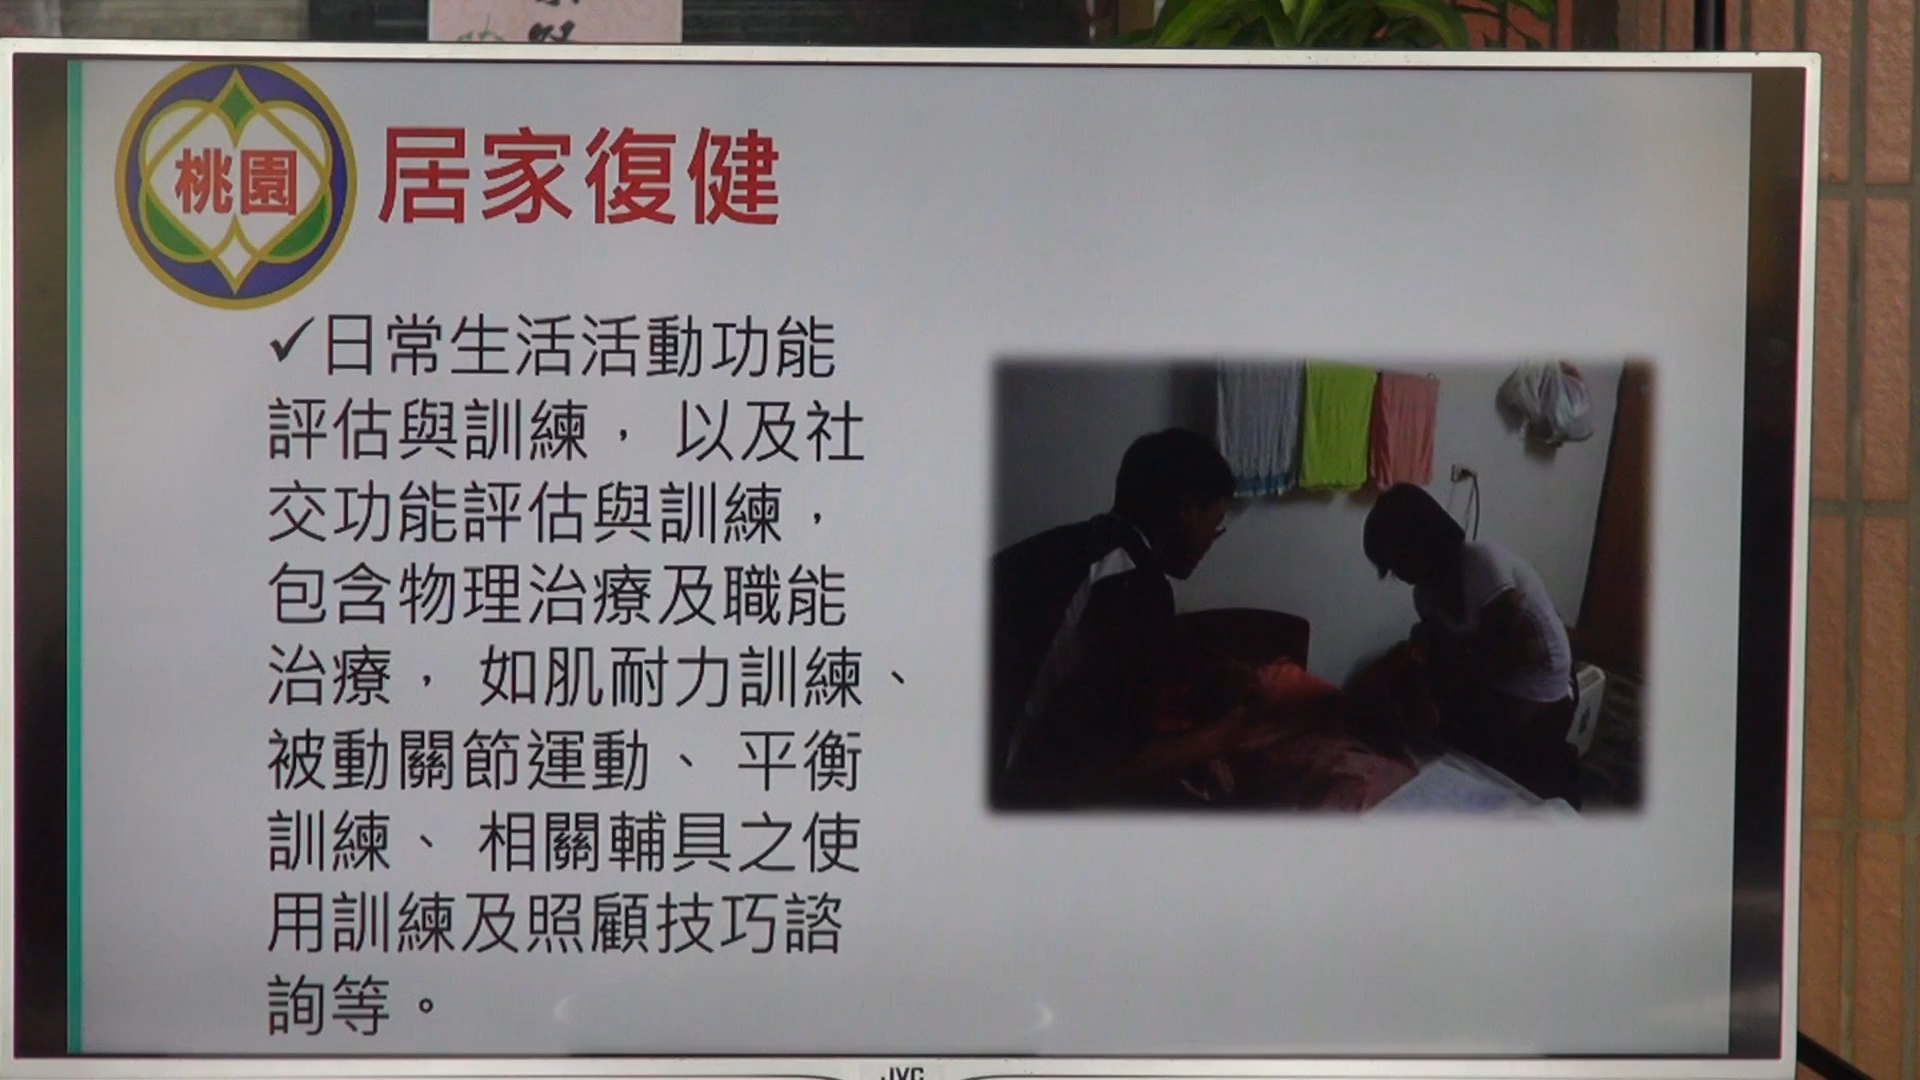 桃園
居家復健
✓日常生活活動功能
評估與訓練，以及社
交功能評估與訓練，
包含物理治療及職能
治療，如肌耐力訓練、
被動關節運動、平衡
訓練、相關輔具之使
用訓練及照顧技巧諮
詢等。
JVC